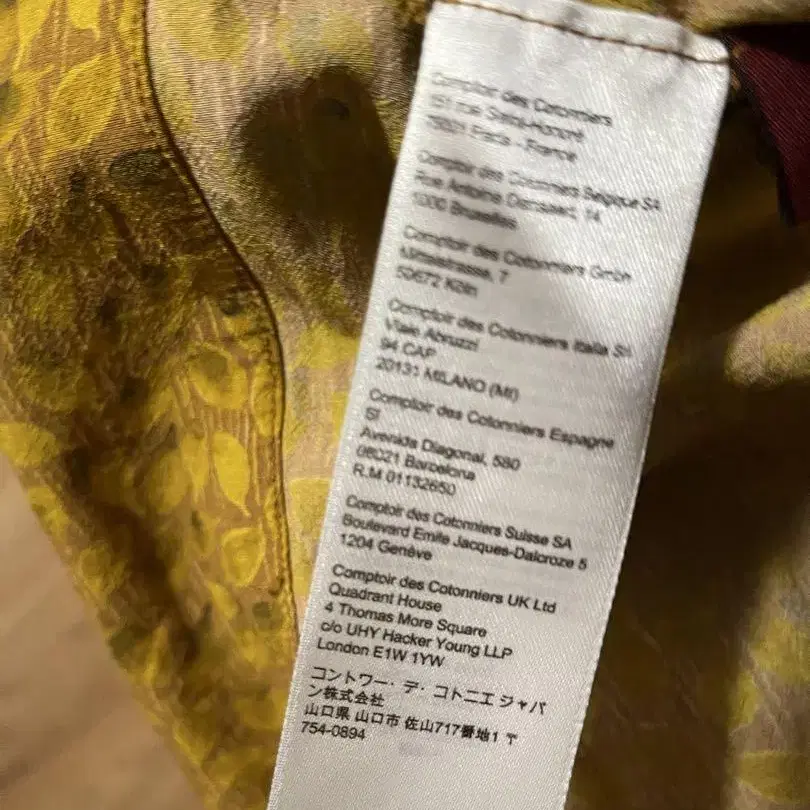 Comptoir des Cotonniers
151 rue Saint-Honoré
75001 Paris - France
Comptoir des Cotonniers Belgique SA
Rue Antoine Dansaert, 14
1000 Bruxelles
Comptoir des Cotonniers Gmbh
Mittelstrasse, 7
50672 Köln
Comptoir des Cotonniers Italia
Viale Abruzzi
94 CAP
20131 MILANO (MI)
Comptoir des Cotonniers Espagne
Sl
Avenida Diagonal, 580
08021 Barcelona
R.M 01132650
Comptoir des Cotonniers Suisse SA
Boulevard Emile Jacques-Dalcroze 5
1204 Genève
Comptoir des Cotonniers UK Ltd
Quadrant House
4 Thomas More Square
c/o UHY Hacker Young LLP
London E1W 1YW
コントワー・デ・コトニエ ジャパ
ン株式会社
山口県 山口市 佐山717番地1 〒
754-0894